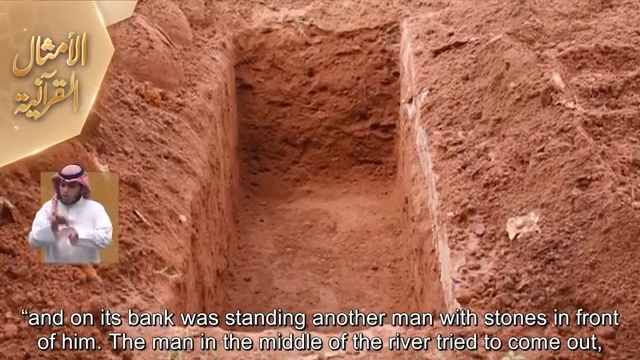 الأمثال
القرآنية
“and on its bank was standing another man with stones in front
of him. The man in the middle of the river tried to come out,